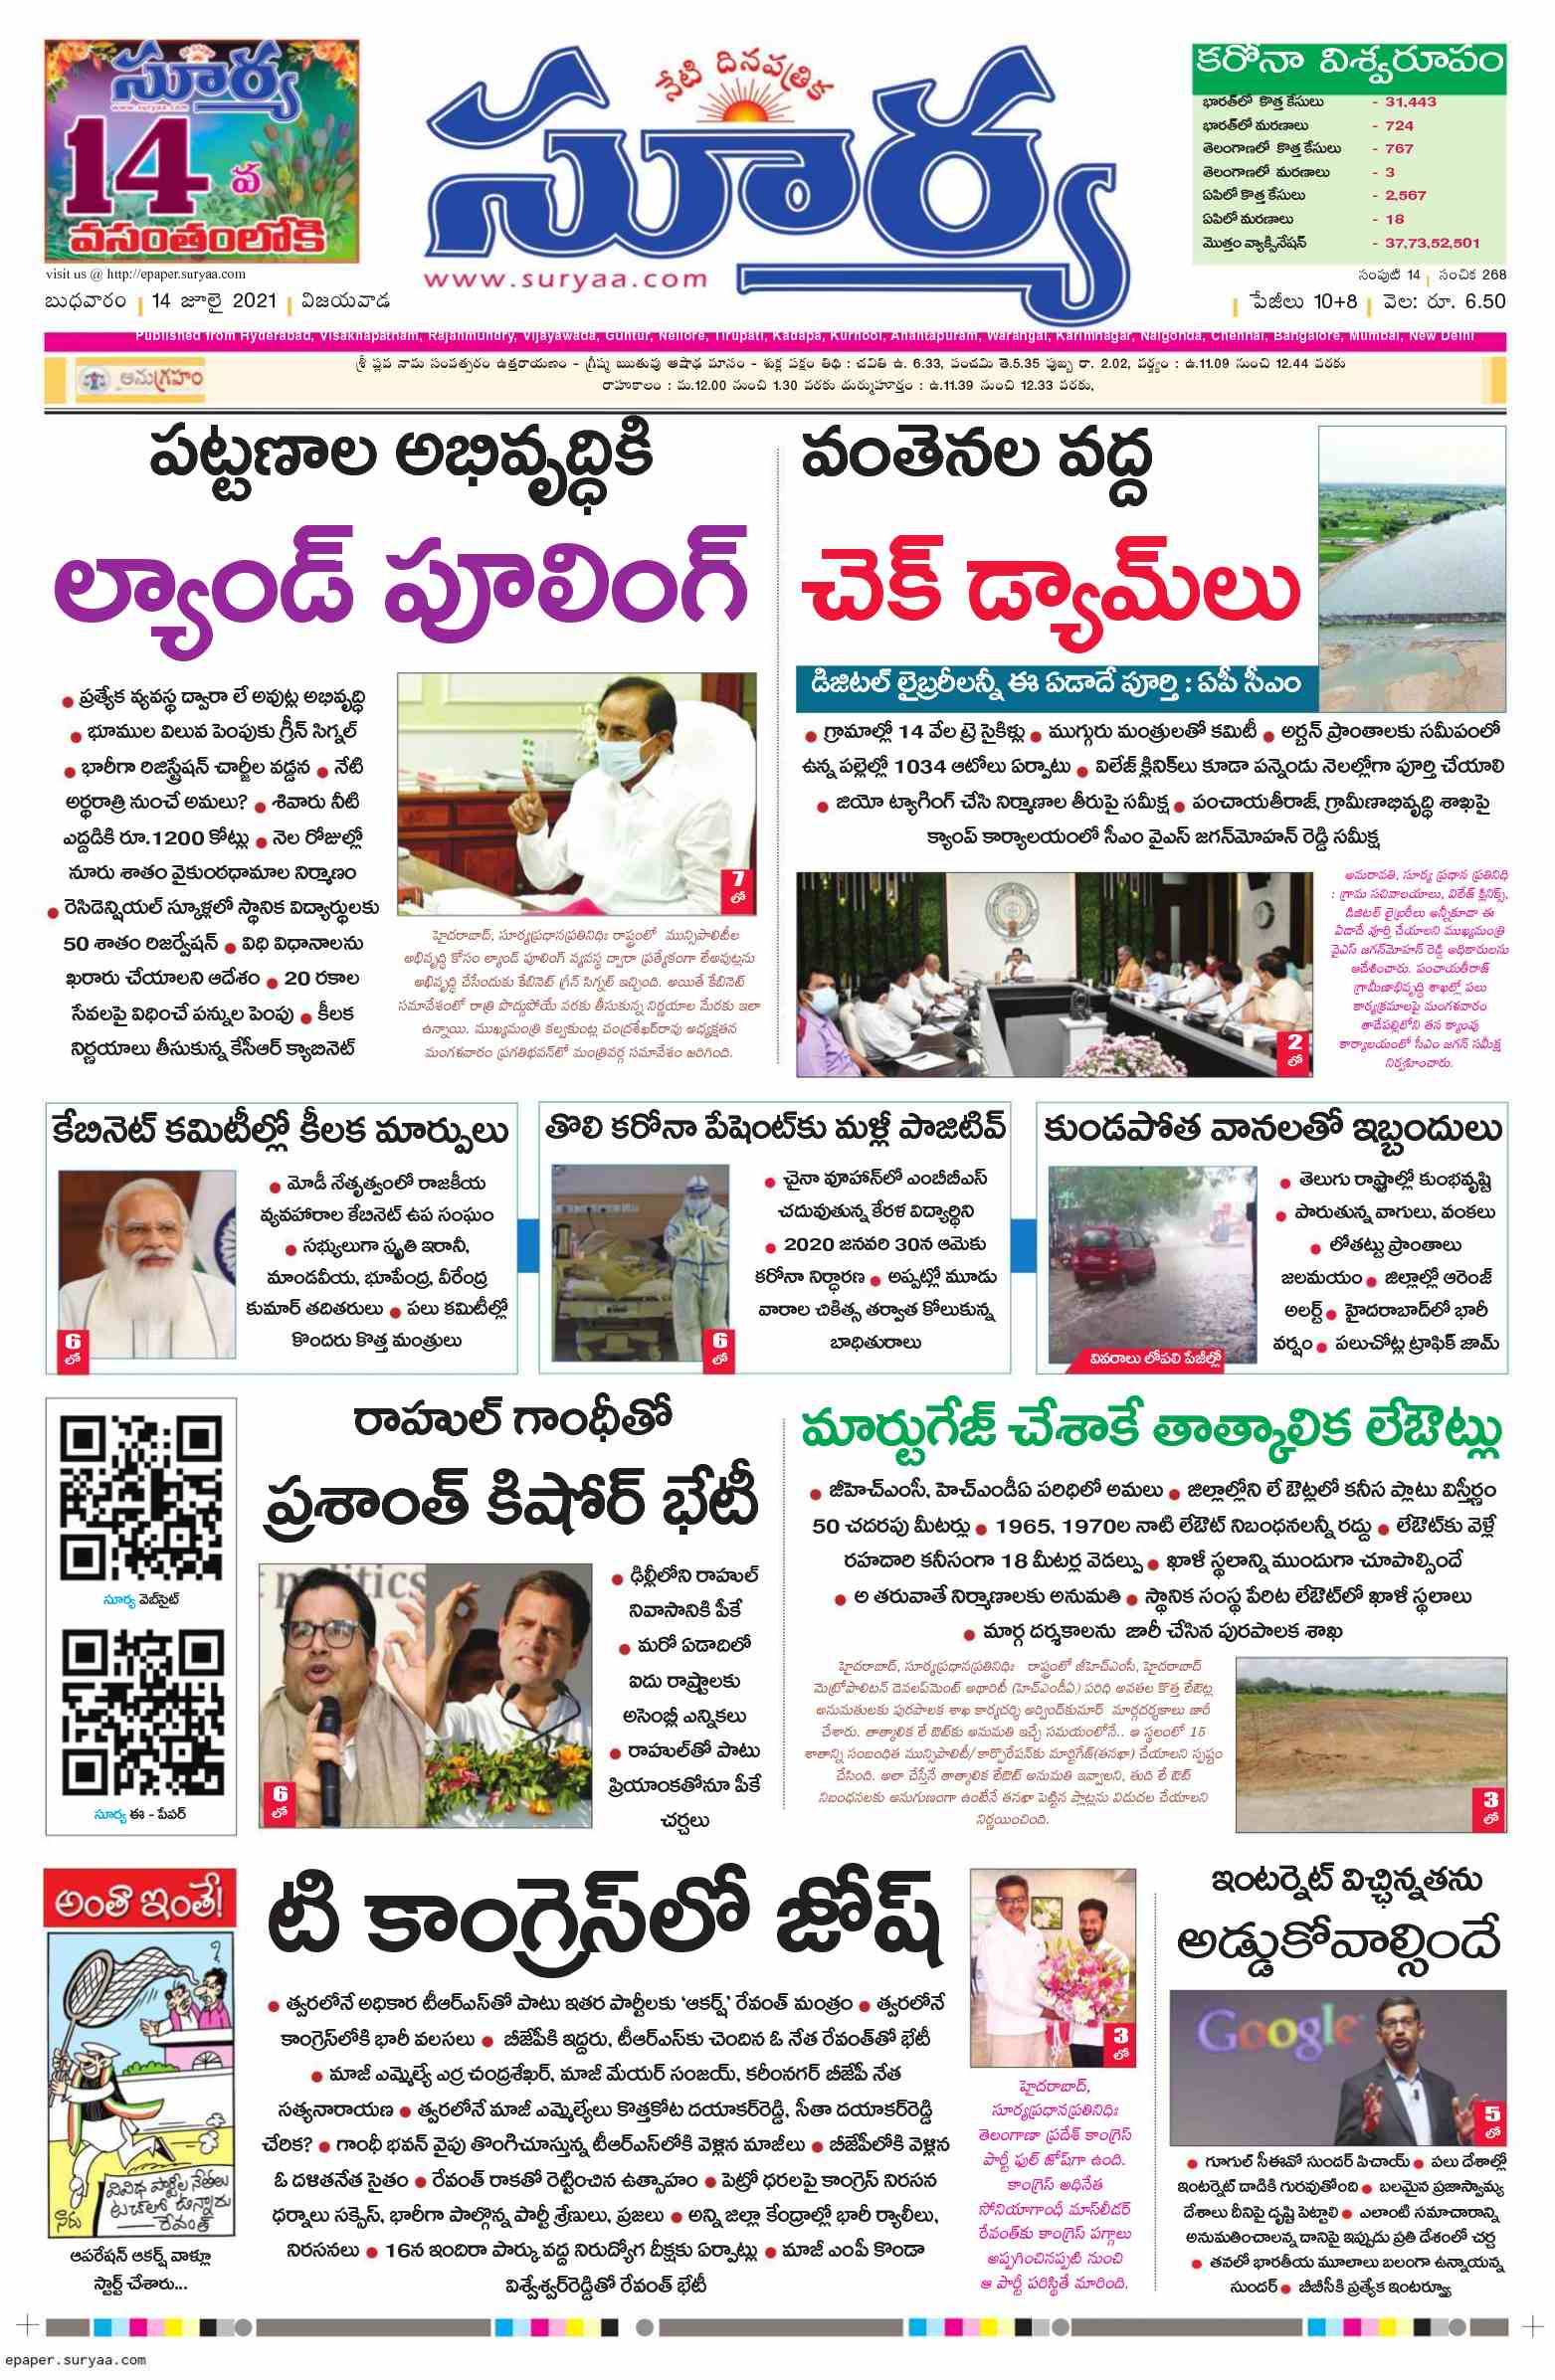 సూర్య
www.suryaa.com
14 వ
వసంతంలోకి
visit us @ http://epaper.suryaa.com
బుధవారం | 14 జూలై 2021 | విజయవాడ
నేటి దినపత్రిక
సూర్య
www.suryaa.com
కరోనా విశ్వరూపం
భారత్‌లో కొత్త కేసులు - 31,443
భారత్‌లో మరణాలు - 724
తెలంగాణలో కొత్త కేసులు - 767
తెలంగాణలో మరణాలు - 3
ఏపిలో కొత్త కేసులు - 2,567
ఏపిలో మరణాలు - 18
మొత్తం వ్యాక్సినేషన్ - 37,73,52,501
సంపుటి 14 | సంచిక 268
| పేజీలు 10+8 | వెల: రూ. 6.50
Published from Hyderabad, Visakhapatnam, Rajahmundry, Vijayawada, Guntur, Nellore, Tirupati, Kadapa, Kurnool, Anantapuram, Warangal, Karimnagar, Nalgonda, Chennai, Bangalore, Mumbai, New Delhi
అనుగ్రహం
శ్రీ ప్లవ నామ సంవత్సరం ఉత్తరాయణం - గ్రీష్మ ఋతువు ఆషాఢ మాసం - శుక్ల పక్షం తిథి : చవితి ఉ. 6.33, పంచమి తె.5.35 పుబ్బ రా. 2.02, వర్జ్యం : ఉ.11.09 నుంచి 12.44 వరకు
రాహుకాలం : మ.12.00 నుంచి 1.30 వరకు దుర్ముహూర్తం : ఉ.11.39 నుంచి 12.33 వరకు,
పట్టణాల అభివృద్ధికి
ల్యాండ్ పూలింగ్
● ప్రత్యేక వ్యవస్థ ద్వారా లే అవుట్ల అభివృద్ధి
● భూముల విలువ పెంపుకు గ్రీన్ సిగ్నల్
● భారీగా రిజిస్ట్రేషన్ చార్జీల వడ్డన ● నేటి
అర్థరాత్రి నుంచే అమలు? ● శివారు నీటి
ఎద్దడికి రూ.1200 కోట్లు ● నెల రోజుల్లో
నూరు శాతం వైకుంఠధామాల నిర్మాణం
● రెసిడెన్షియల్ స్కూళ్లలో స్థానిక విద్యార్థులకు
50 శాతం రిజర్వేషన్ ● విధి విధానాలను
ఖరారు చేయాలని ఆదేశం ● 20 రకాల
సేవలపై విధించే పన్నుల పెంపు ● కీలక
నిర్ణయాలు తీసుకున్న కేసీఆర్ క్యాబినెట్
7
లో
హైదరాబాద్, సూర్యప్రధానప్రతినిధిః రాష్ట్రంలో మున్సిపాలిటీల
అభివృద్ధి కోసం ల్యాండ్ పూలింగ్ వ్యవస్థ ద్వారా ప్రత్యేకంగా లేఅవుట్లను
అభివృద్ధి చేసేందుకు కేబినెట్ గ్రీన్ సిగ్నల్ ఇచ్చింది. అయితే కేబినెట్
సమావేశంలో రాత్రి పొద్దుపోయే వరకు తీసుకున్న నిర్ణయాల మేరకు ఇలా
ఉన్నాయి. ముఖ్యమంత్రి కల్వకుంట్ల చంద్రశేఖర్‌రావు అధ్యక్షతన
మంగళవారం ప్రగతిభవన్‌లో మంత్రివర్గ సమావేశం జరిగింది.
వంతెనల వద్ద
చెక్ డ్యామ్‌లు
డిజిటల్ లైబ్రరీలన్నీ ఈ ఏడాదే పూర్తి : ఏపీ సీఎం
● గ్రామాల్లో 14 వేల ట్రై సైకిళ్లు ● ముగ్గురు మంత్రులతో కమిటీ ● అర్బన్ ప్రాంతాలకు సమీపంలో
ఉన్న పల్లెల్లో 1034 ఆటోలు ఏర్పాటు ● విలేజ్ క్లినిక్‌లు కూడా పన్నెండు నెలల్లోగా పూర్తి చేయాలి
● జియో ట్యాగింగ్ చేసి నిర్మాణాల తీరుపై సమీక్ష ● పంచాయతీరాజ్, గ్రామీణాభివృద్ధి శాఖపై
క్యాంప్ కార్యాలయంలో సీఎం వైఎస్ జగన్‌మోహన్ రెడ్డి సమీక్ష
2
లో
అమరావతి, సూర్య ప్రధాన ప్రతినిధి
: గ్రామ సచివాలయాలు, విలేజ్ క్లినిక్స్,
డిజిటల్ లైబ్రరీలు అన్నీకూడా ఈ
ఏడాదే పూర్తి చేయాలని ముఖ్యమంత్రి
వైఎస్ జగన్‌మోహన్ రెడ్డి అధికారులను
ఆదేశించారు. పంచాయతీరాజ్
గ్రామీణాభివృద్ధి శాఖల్లో పలు
కార్యక్రమాలపై మంగళవారం
తాడేపల్లిలోని తన క్యాంపు
కార్యాలయంలో సీఎం జగన్ సమీక్ష
నిర్వహించారు.
కేబినెట్ కమిటీల్లో కీలక మార్పులు
● మోడీ నేతృత్వంలో రాజకీయ
వ్యవహారాల కేబినెట్ ఉప సంఘం
● సభ్యులుగా స్మృతి ఇరానీ,
మాండవీయ, భూపేంద్ర, వీరేంద్ర
కుమార్ తదితరులు ● పలు కమిటీల్లో
కొందరు కొత్త మంత్రులు
6
లో
తొలి కరోనా పేషెంట్‌కు మళ్లీ పాజిటివ్
● చైనా వూహాన్‌లో ఎంబీబీఎస్
చదువుతున్న కేరళ విద్యార్థిని
● 2020 జనవరి 30న ఆమెకు
కరోనా నిర్ధారణ ● అప్పట్లో మూడు
వారాల చికిత్స తర్వాత కోలుకున్న
బాధితురాలు
6
లో
కుండపోత వానలతో ఇబ్బందులు
● తెలుగు రాష్ట్రాల్లో కుంభవృష్టి
● పారుతున్న వాగులు, వంకలు
● లోతట్టు ప్రాంతాలు
జలమయం ● జిల్లాల్లో ఆరెంజ్
అలర్ట్ ● హైదరాబాద్‌లో భారీ
వర్షం ● పలుచోట్ల ట్రాఫిక్ జామ్
వివరాలు లోపలి పేజీల్లో
సూర్య వెబ్‌సైట్
సూర్య ఈ - పేపర్
రాహుల్ గాంధీతో
ప్రశాంత్ కిషోర్ భేటీ
politics
● ఢిల్లీలోని రాహుల్
నివాసానికి పీకే
● మరో ఏడాదిలో
ఐదు రాష్ట్రాలకు
అసెంబ్లీ ఎన్నికలు
● రాహుల్‌తో పాటు
ప్రియాంకతోనూ పీకే
చర్చలు
6
లో
మార్టుగేజ్ చేశాకే తాత్కాలిక లేఔట్లు
● జీహెచ్ఎంసీ, హెచ్ఎండీఏ పరిధిలో అమలు ● జిల్లాల్లోని లే ఔట్లలో కనీస ప్లాటు విస్తీర్ణం
50 చదరపు మీటర్లు ● 1965, 1970ల నాటి లేఔట్ నిబంధనలన్నీ రద్దు ● లేఔట్‌కు వెళ్లే
రహదారి కనీసంగా 18 మీటర్ల వెడల్పు ● ఖాళీ స్థలాన్ని ముందుగా చూపాల్సిందే
● అ తరువాతే నిర్మాణాలకు అనుమతి ● స్థానిక సంస్థ పేరిట లేఔట్‌లో ఖాళీ స్థలాలు
● మార్గ దర్శకాలను జారీ చేసిన పురపాలక శాఖ
హైదరాబాద్, సూర్యప్రధానప్రతినిధిః రాష్ట్రంలో జీహెచ్ఎంసీ, హైదరాబాద్
మెట్రోపాలిటన్ డెవలప్‌మెంట్ అథారిటీ (హెచ్ఎండీఏ) పరిధి అవతల కొత్త లేఔట్ల
అనుమతులకు పురపాలక శాఖ కార్యదర్శి అర్వింద్‌కుమార్ మార్గదర్శకాలు జారీ
చేశారు. తాత్కాలిక లే ఔట్‌కు అనుమతి ఇచ్చే సమయంలోనే.. ఆ స్థలంలో 15
శాతాన్ని సంబంధిత మున్సిపాలిటీ/ కార్పొరేషన్‌కు మార్టిగేజ్(తనఖా) చేయాలని స్పష్టం
చేసింది. అలా చేస్తేనే తాత్కాలిక లేఔట్ అనుమతి ఇవ్వాలని, తుది లే ఔట్
నిబంధనలకు అనుగుణంగా ఉంటేనే తనఖా పెట్టిన ప్లాట్లను విడుదల చేయాలని
నిర్ణయించింది.
3
లో
అంతా ఇంతే!
?
వివిధ పార్టీల నేతలు
టచ్‌లో ఉన్నారు
— రేవంత్
నారు
ఆపరేషన్ ఆకర్ష్ వాళ్లూ
స్టార్ట్ చేశారు...
టి కాంగ్రెస్‌లో జోష్
● త్వరలోనే అధికార టీఆర్ఎస్‌తో పాటు ఇతర పార్టీలకు ‘ఆకర్ష్’ రేవంత్ మంత్రం ● త్వరలోనే
కాంగ్రెస్‌లోకి భారీ వలసలు ● బీజేపీకి ఇద్దరు, టీఆర్ఎస్‌కు చెందిన ఓ నేత రేవంత్‌తో భేటీ
● మాజీ ఎమ్మెల్యే ఎర్ర చంద్రశేఖర్, మాజీ మేయర్ సంజయ్, కరీంనగర్ బీజేపీ నేత
సత్యనారాయణ ● త్వరలోనే మాజీ ఎమ్మెల్యేలు కొత్తకోట దయాకర్‌రెడ్డి, సీతా దయాకర్‌రెడ్డి
చేరిక? ● గాంధీ భవన్ వైపు తొంగిచూస్తున్న టీఆర్ఎస్‌లోకి వెళ్లిన మాజీలు ● బీజేపీలోకి వెళ్లిన
ఓ దళితనేత సైతం ● రేవంత్ రాకతో రెట్టించిన ఉత్సాహం ● పెట్రో ధరలపై కాంగ్రెస్ నిరసన
ధర్నాలు సక్సెస్, భారీగా పాల్గొన్న పార్టీ శ్రేణులు, ప్రజలు ● అన్ని జిల్లా కేంద్రాల్లో భారీ ర్యాలీలు,
నిరసనలు ● 16న ఇందిరా పార్కు వద్ద నిరుద్యోగ దీక్షకు ఏర్పాట్లు ● మాజీ ఎంపీ కొండా
విశ్వేశ్వర్‌రెడ్డితో రేవంత్ భేటీ
3
లో
హైదరాబాద్,
సూర్యప్రధానప్రతినిధిః
తెలంగాణా ప్రదేశ్ కాంగ్రెస్
పార్టీ ఫుల్ జోష్‌గా ఉంది.
కాంగ్రెస్ అధినేత
సోనియాగాంధీ మాస్‌లీడర్
రేవంత్‌కు కాంగ్రెస్ పగ్గాలు
అప్పగించినప్పటి నుంచి
ఆ పార్టీ పరిస్థితే మారింది.
ఇంటర్నెట్ విచ్ఛిన్నతను
అడ్డుకోవాల్సిందే
Google
5
లో
● గూగుల్ సీఈవో సుందర్ పిచాయ్ ● పలు దేశాల్లో
ఇంటర్నెట్ దాడికి గురవుతోంది ● బలమైన ప్రజాస్వామ్య
దేశాలు దీనిపై దృష్టి పెట్టాలి ● ఎలాంటి సమాచారాన్ని
అనుమతించాలన్న దానిపై ఇప్పుడు ప్రతి దేశంలో చర్చ
● తనలో భారతీయ మూలాలు బలంగా ఉన్నాయన్న
సుందర్ ● బీబీసీకి ప్రత్యేక ఇంటర్వ్యూ
epaper.suryaa.com